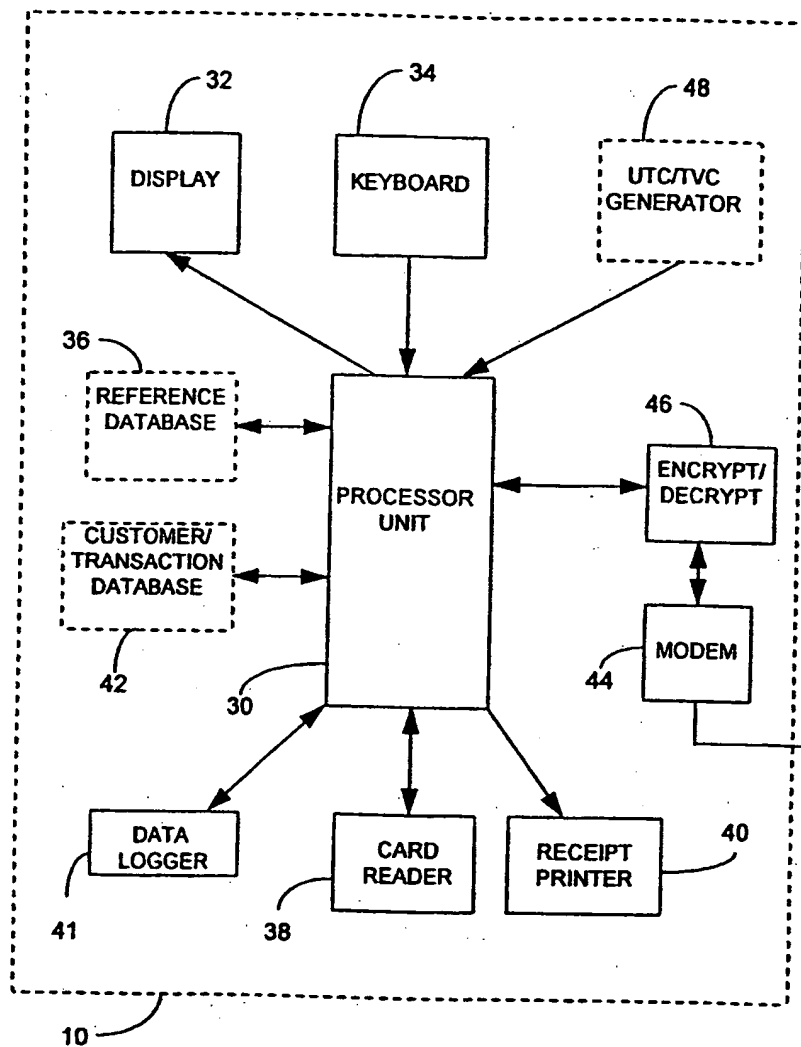 32
34
48
DISPLAY
KEYBOARD
UTC/TVC
GENERATOR
36
REFERENCE
DATABASE
46
ENCRYPT/
DECRYPT
PROCESSOR
UNIT
CUSTOMER/
TRANSACTION
DATABASE
42
30
44
MODEM
DATA
LOGGER
41
CARD
READER
38
RECEIPT
PRINTER
40
10